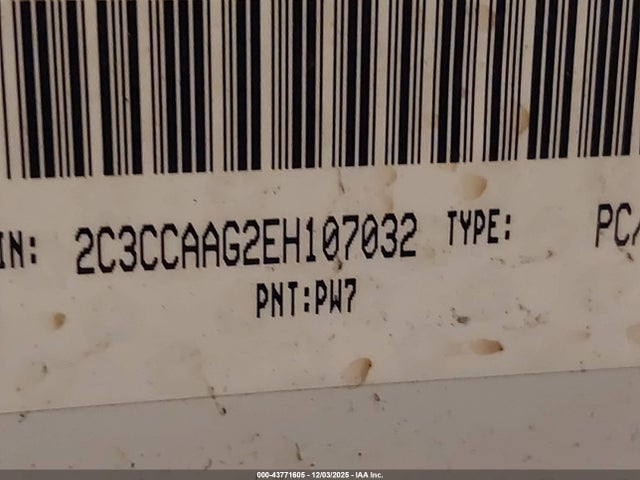 IN: 2C3CCAAG2EH107032 TYPE: PC/
PNT:PW7
000-43771605 - 12/03/2025 - IAA Inc.